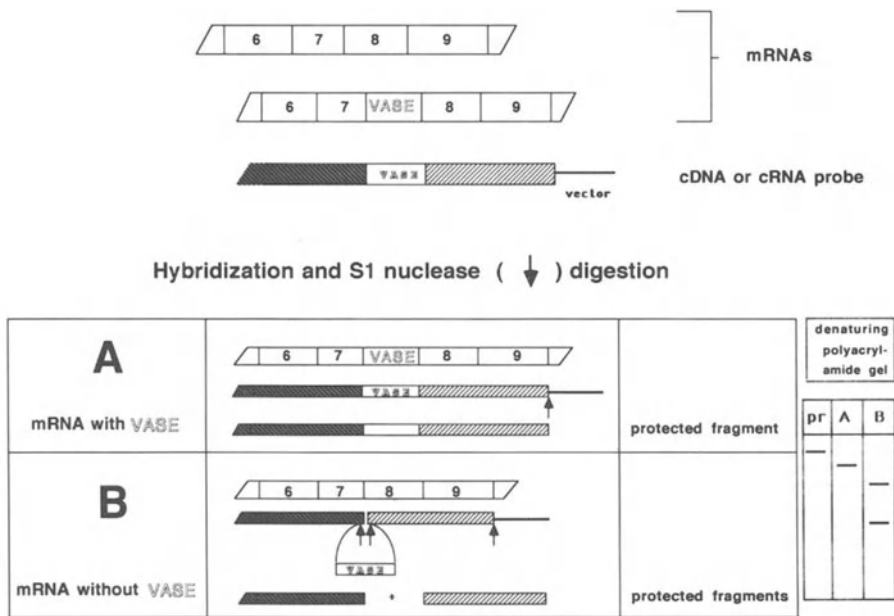 6 7 8 9
mRNAs
6 7 VASE 8 9
VASE
vector
cDNA or cRNA probe
Hybridization and S1 nuclease ( ) digestion
A
mRNA with VASE
6 7 VASE 8 9
VASE
protected fragment
B
mRNA without VASE
6 7 8 9
VASE
+
protected fragments
denaturing
polyacryl-
amide gel
pr A B